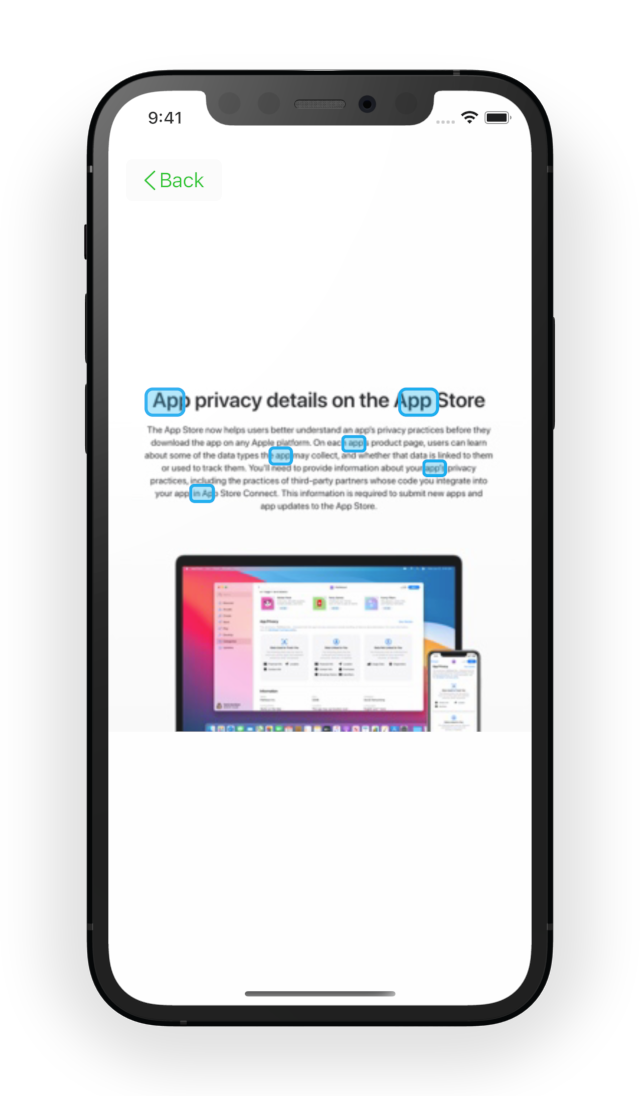 9:41
Back
App privacy details on the App Store
The App Store now helps users better understand an app's privacy practices before they
download the app on any Apple platform. On each app's product page, users can learn
about some of the data types the app may collect, and whether that data is linked to them
or used to track them. You'll need to provide information about your app's privacy
practices, including the practices of third-party partners whose code you integrate into
your app, in App Store Connect. This information is required to submit new apps and
app updates to the App Store.
App Privacy
Information
App Privacy